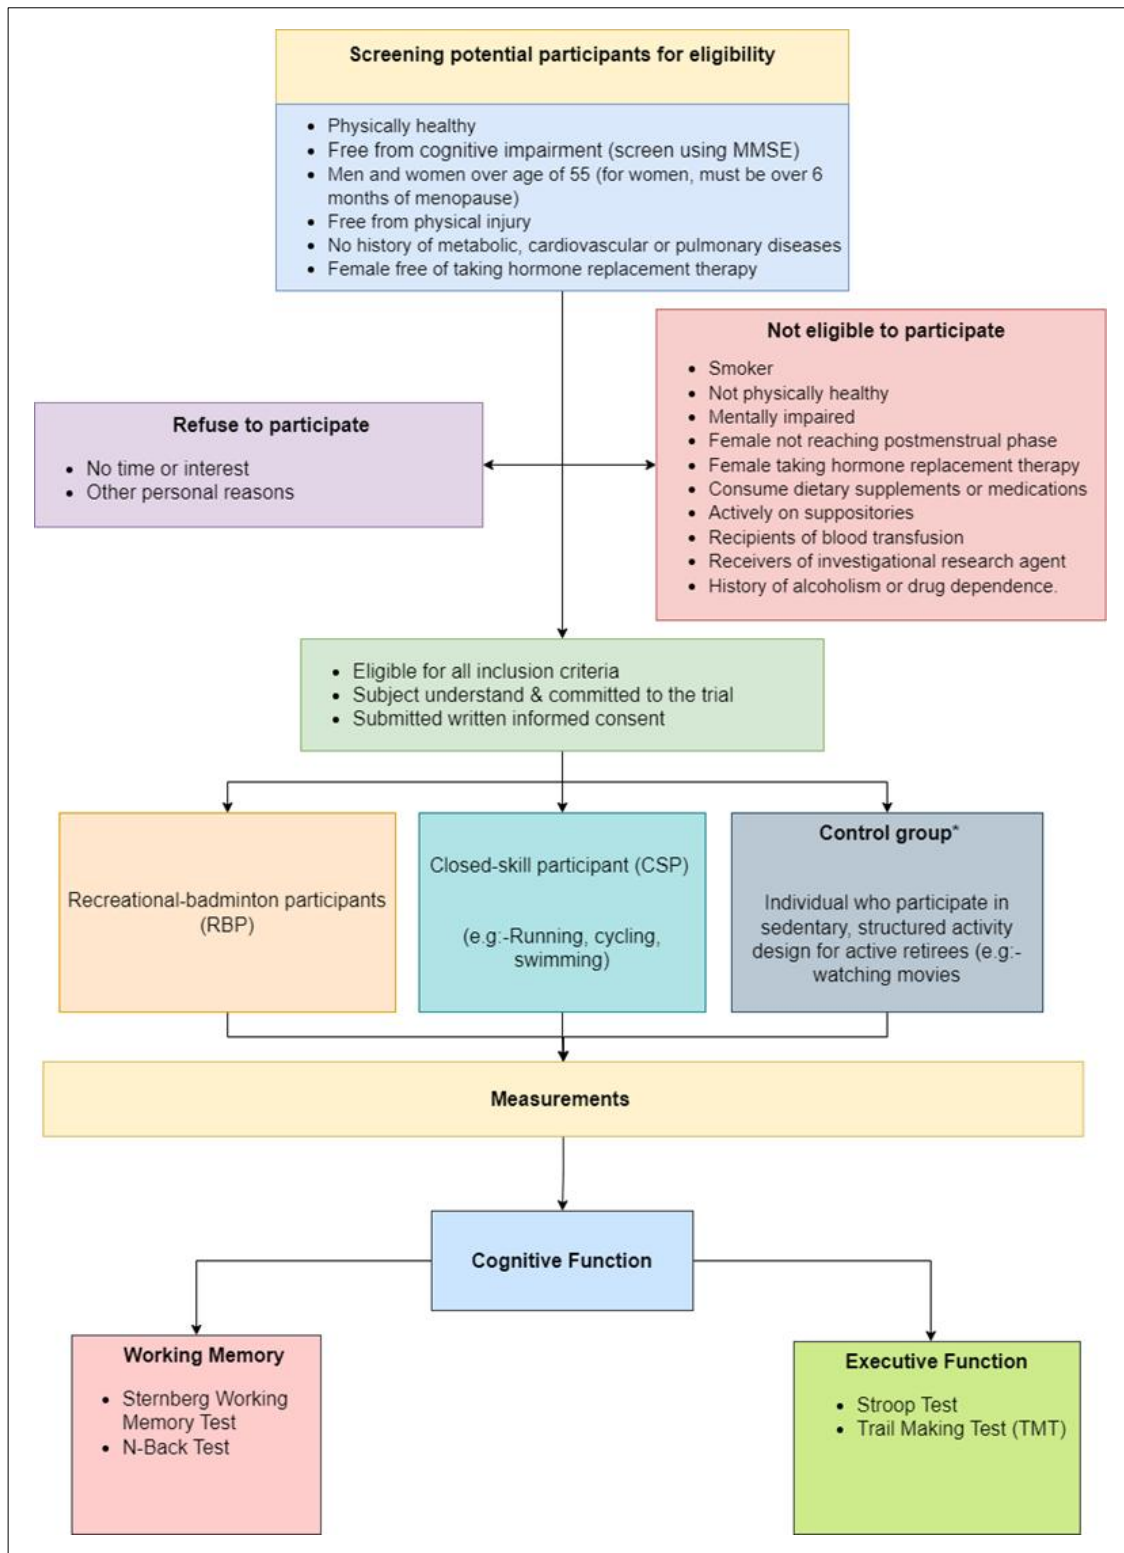 Screening potential participants for eligibility
• Physically healthy
• Free from cognitive impairment (screen using MMSE)
• Men and women over age of 55 (for women, must be over 6
months of menopause)
• Free from physical injury
• No history of metabolic, cardiovascular or pulmonary diseases
• Female free of taking hormone replacement therapy
Not eligible to participate
• Smoker
• Not physically healthy
• Mentally impaired
• Female not reaching postmenstrual phase
• Female taking hormone replacement therapy
• Consume dietary supplements or medications
• Actively on suppositories
• Recipients of blood transfusion
• Receivers of investigational research agent
• History of alcoholism or drug dependence.
Refuse to participate
• No time or interest
• Other personal reasons
• Eligible for all inclusion criteria
• Subject understand & committed to the trial
• Submitted written informed consent
Recreational-badminton participants
(RBP)
Closed-skill participant (CSP)
(e.g:-Running, cycling,
swimming)
Control group*
Individual who participate in
sedentary, structured activity
design for active retirees (e.g:-
watching movies
Measurements
Cognitive Function
Working Memory
• Sternberg Working
Memory Test
• N-Back Test
Executive Function
• Stroop Test
• Trail Making Test (TMT)